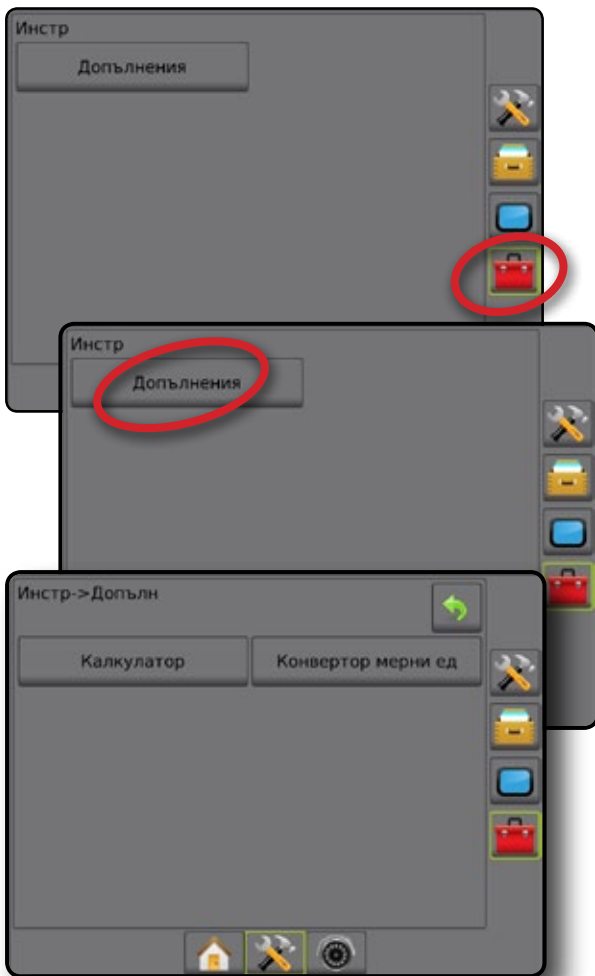 Инстр
Допълнения
Инстр
Допълнения
Инстр->Допълн
Калкулатор
Конвертор мерни ед